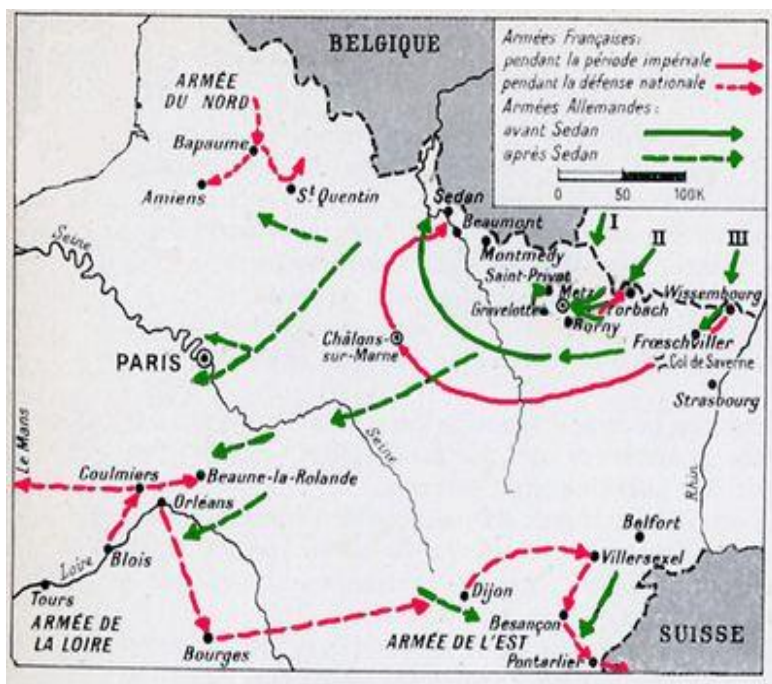 BELGIQUE
Armées Françaises:
pendant la période impériale
pendant la défense nationale
Armées Allemandes:
avant Sedan
après Sedan
0 50 100K
ARMÉE
DU NORD
Bapaume
Amiens
St Quentin
Sedan
Beaumont
Montmédy
I
II
III
Saint-Privat
Metz
Forbach
Wissembourg
Gravelotte
Borny
Frœschviller
Col de Saverne
Strasbourg
Seine
Châlons-
sur-Marne
PARIS
Seine
Rhin
Le Mans
Coulmiers
Beaune-la-Rolande
Orléans
Loire
Blois
Tours
ARMÉE DE
LA LOIRE
Bourges
Dijon
Belfort
Villersexel
Besançon
ARMÉE DE L'EST
Pontarlier
SUISSE